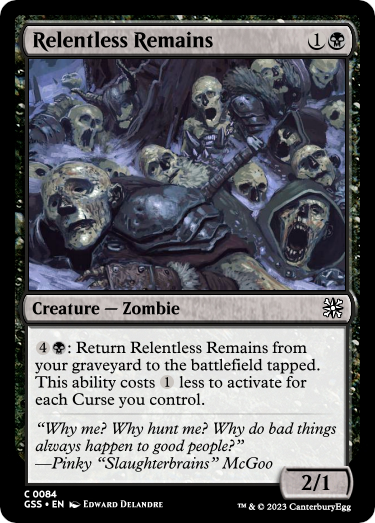 Relentless Remains 1
Creature — Zombie
4 : Return Relentless Remains from
your graveyard to the battlefield tapped.
This ability costs 1 less to activate for
each Curse you control.
“Why me? Why hunt me? Why do bad things
always happen to good people?”
—Pinky “Slaughterbrains” McGoo
2/1
C 0084
GSS • EN Edward Delandre
™ & © 2023 CanterburyEgg